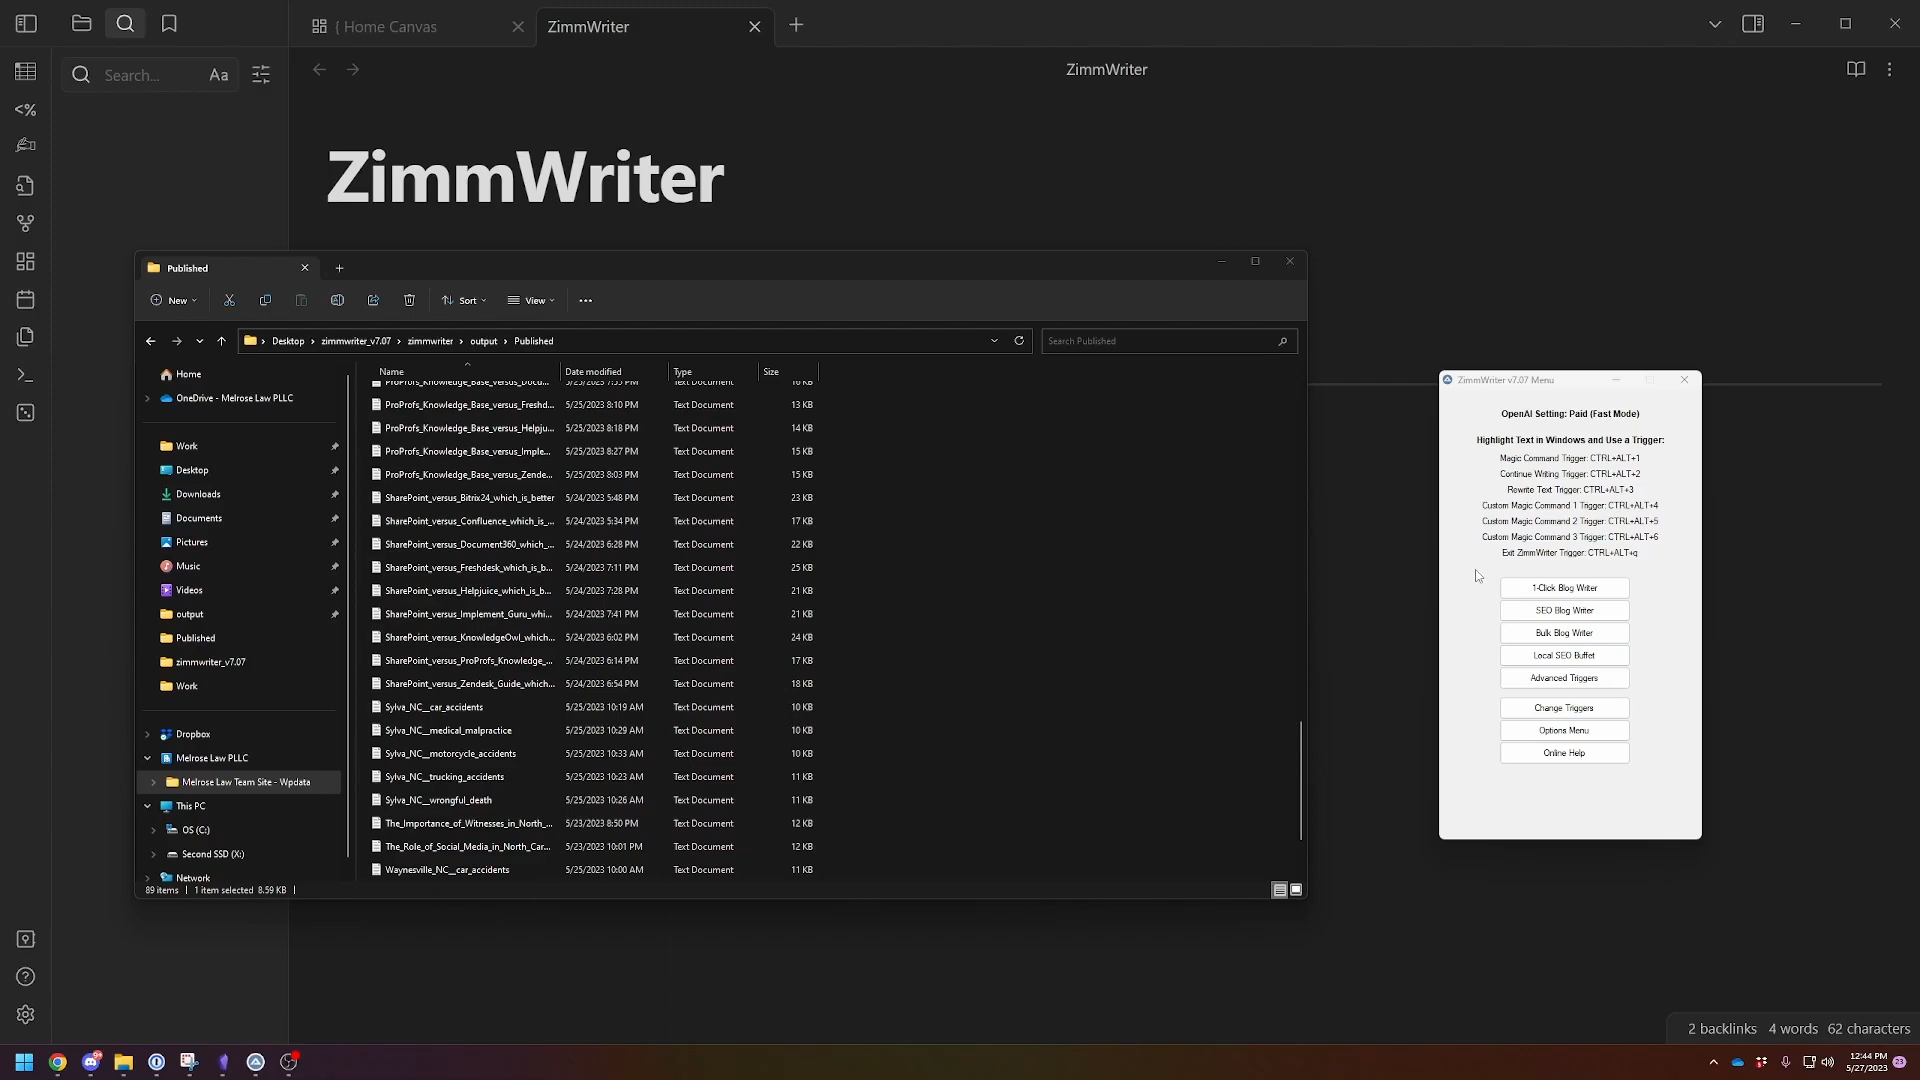 { Home Canvas
ZimmWriter
Search...
Aa
ZimmWriter
ZimmWriter
Published
New
Sort
View
Desktop
zimmwriter_v7.07
zimmwriter
output
Published
Search Published
Home
OneDrive - Melrose Law PLLC
Work
Desktop
Downloads
Documents
Pictures
Music
Videos
output
Published
zimmwriter_v7.07
Work
Dropbox
Melrose Law PLLC
Melrose Law Team Site - Wpdata
This PC
OS (C:)
Second SSD (X:)
Network
Name Date modified Type Size
ProProfs_Knowledge_Base_versus_Docu... 5/25/2023 7:55 PM Text Document 16 KB
ProProfs_Knowledge_Base_versus_Freshd... 5/25/2023 8:10 PM Text Document 13 KB
ProProfs_Knowledge_Base_versus_Helpju... 5/25/2023 8:18 PM Text Document 14 KB
ProProfs_Knowledge_Base_versus_Imple... 5/25/2023 8:27 PM Text Document 15 KB
ProProfs_Knowledge_Base_versus_Zende... 5/25/2023 8:03 PM Text Document 15 KB
SharePoint_versus_Bitrix24_which_is_better 5/24/2023 5:48 PM Text Document 23 KB
SharePoint_versus_Confluence_which_is_... 5/24/2023 5:34 PM Text Document 17 KB
SharePoint_versus_Document360_which_... 5/24/2023 6:28 PM Text Document 22 KB
SharePoint_versus_Freshdesk_which_is_b... 5/24/2023 7:11 PM Text Document 25 KB
SharePoint_versus_Helpjuice_which_is_b... 5/24/2023 7:28 PM Text Document 21 KB
SharePoint_versus_Implement_Guru_whi... 5/24/2023 7:41 PM Text Document 21 KB
SharePoint_versus_KnowledgeOwl_which... 5/24/2023 6:02 PM Text Document 24 KB
SharePoint_versus_ProProfs_Knowledge_... 5/24/2023 6:14 PM Text Document 17 KB
SharePoint_versus_Zendesk_Guide_which... 5/24/2023 6:54 PM Text Document 18 KB
Sylva_NC__car_accidents 5/25/2023 10:19 AM Text Document 10 KB
Sylva_NC__medical_malpractice 5/25/2023 10:29 AM Text Document 10 KB
Sylva_NC__motorcycle_accidents 5/25/2023 10:33 AM Text Document 10 KB
Sylva_NC__trucking_accidents 5/25/2023 10:23 AM Text Document 11 KB
Sylva_NC__wrongful_death 5/25/2023 10:26 AM Text Document 11 KB
The_Importance_of_Witnesses_in_North_... 5/23/2023 8:50 PM Text Document 12 KB
The_Role_of_Social_Media_in_North_Car... 5/23/2023 10:01 PM Text Document 12 KB
Waynesville_NC__car_accidents 5/25/2023 10:00 AM Text Document 11 KB
89 items 1 item selected 8.59 KB
ZimmWriter v7.07 Menu
OpenAI Setting: Paid (Fast Mode)
Highlight Text in Windows and Use a Trigger:
Magic Command Trigger: CTRL+ALT+1
Continue Writing Trigger: CTRL+ALT+2
Rewrite Text Trigger: CTRL+ALT+3
Custom Magic Command 1 Trigger: CTRL+ALT+4
Custom Magic Command 2 Trigger: CTRL+ALT+5
Custom Magic Command 3 Trigger: CTRL+ALT+6
Exit ZimmWriter Trigger: CTRL+ALT+q
1-Click Blog Writer
SEO Blog Writer
Bulk Blog Writer
Local SEO Buffet
Advanced Triggers
Change Triggers
Options Menu
Online Help
2 backlinks 4 words 62 characters
12:44 PM
5/27/2023
23